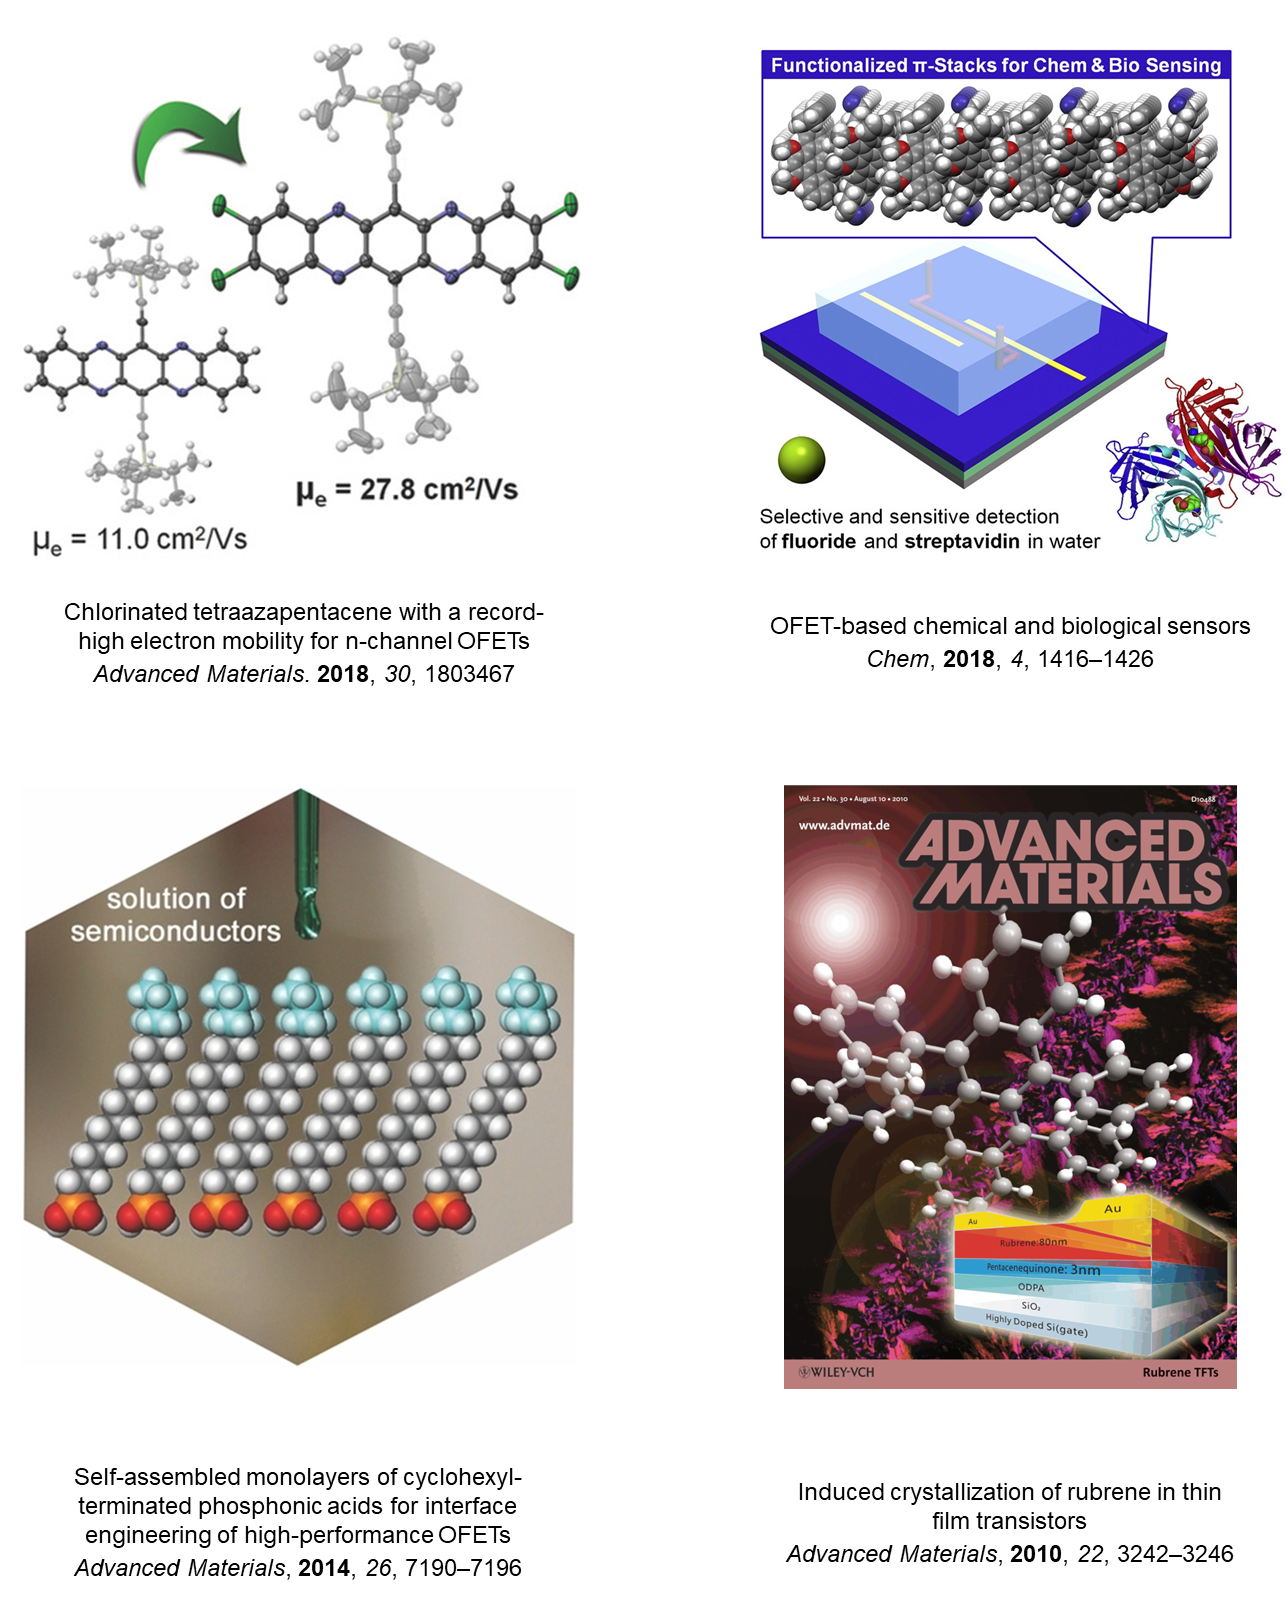 μe = 11.0 cm²/Vs
μe = 27.8 cm²/Vs
Chlorinated tetraazapentacene with a record-
high electron mobility for n-channel OFETs
Advanced Materials. 2018, 30, 1803467
Functionalized π-Stacks for Chem & Bio Sensing
Selective and sensitive detection
of fluoride and streptavidin in water
OFET-based chemical and biological sensors
Chem, 2018, 4, 1416–1426
solution of
semiconductors
Self-assembled monolayers of cyclohexyl-
terminated phosphonic acids for interface
engineering of high-performance OFETs
Advanced Materials, 2014, 26, 7190–7196
Vol. 22 • No. 30 • August 10 • 2010
D10488
www.advmat.de
ADVANCED
MATERIALS
Au
Au
Rubrene:80nm
Pentacenequinone: 3nm
ODPA
SiO₂
Highly Doped Si(gate)
WILEY-VCH
Rubrene TFTs
Induced crystallization of rubrene in thin
film transistors
Advanced Materials, 2010, 22, 3242–3246